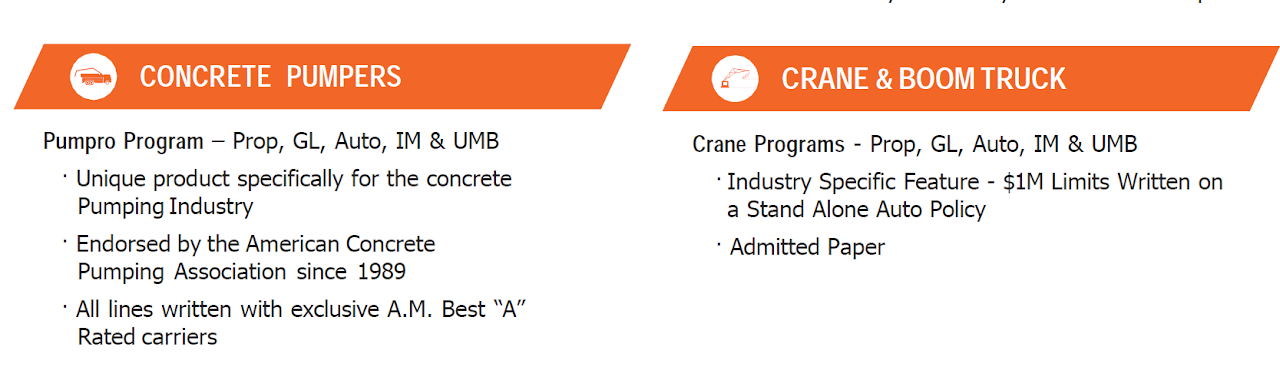 CONCRETE PUMPERS
Pumpro Program – Prop, GL, Auto, IM & UMB
· Unique product specifically for the concrete
Pumping Industry
· Endorsed by the American Concrete
Pumping Association since 1989
· All lines written with exclusive A.M. Best “A”
Rated carriers
CRANE & BOOM TRUCK
Crane Programs - Prop, GL, Auto, IM & UMB
· Industry Specific Feature - $1M Limits Written on
a Stand Alone Auto Policy
· Admitted Paper